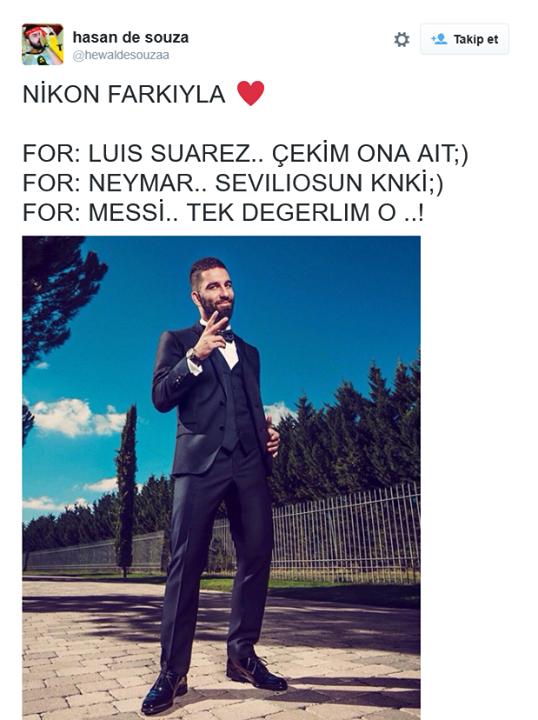 hasan de souza
@hewaldesouzaa
Takip et
NİKON FARKIYLA ❤
FOR: LUIS SUAREZ.. ÇEKİM ONA AIT;)
FOR: NEYMAR.. SEVILIOSUN KNKİ;)
FOR: MESSİ.. TEK DEGERLIM O ..!